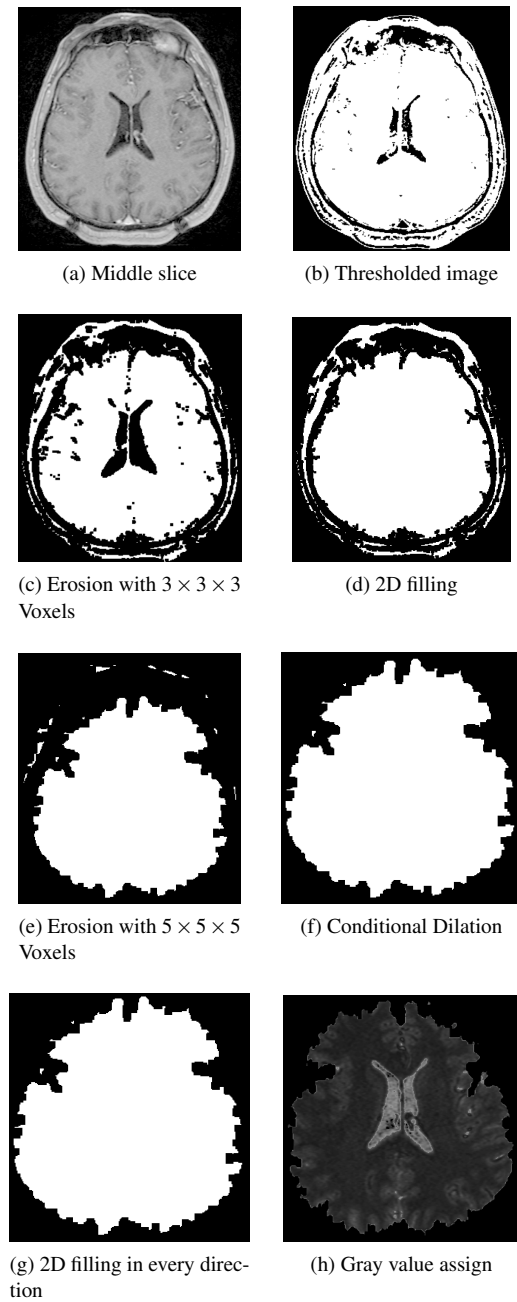 (a) Middle slice
(b) Thresholded image
(c) Erosion with 3 × 3 × 3
Voxels
(d) 2D filling
(e) Erosion with 5 × 5 × 5
Voxels
(f) Conditional Dilation
(g) 2D filling in every direc-
tion
(h) Gray value assign